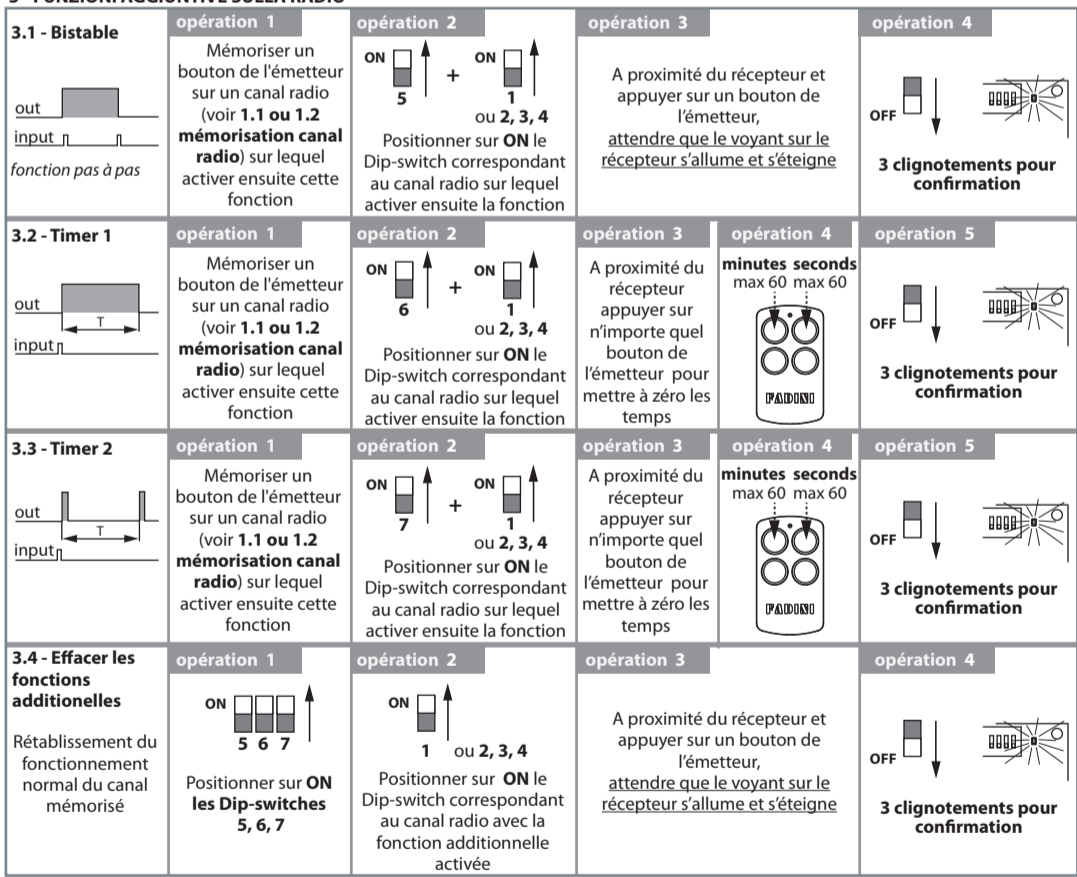 3.1 - Bistable
out
input
fonction pas à pas
opération 1
Mémoriser un
bouton de l'émetteur
sur un canal radio
(voir 1.1 ou 1.2
mémorisation canal
radio) sur lequel
activer ensuite cette
fonction
opération 2
ON
5
+
ON
1
ou 2, 3, 4
Positionner sur ON le
Dip-switch correspondant
au canal radio sur lequel
activer ensuite la fonction
opération 3
A proximité du récepteur et
appuyer sur un bouton de
l'émetteur,
attendre que le voyant sur le
récepteur s'allume et s'éteigne
opération 4
OFF
3 clignotements pour
confirmation
3.2 - Timer 1
out
T
input
opération 1
Mémoriser un
bouton de l'émetteur
sur un canal radio
(voir 1.1 ou 1.2
mémorisation canal
radio) sur lequel
activer ensuite cette
fonction
opération 2
ON
6
+
ON
1
ou 2, 3, 4
Positionner sur ON le
Dip-switch correspondant
au canal radio sur lequel
activer ensuite la fonction
opération 3
A proximité du
récepteur
appuyer sur
n'importe quel
bouton de
l'émetteur pour
mettre à zéro les
temps
opération 4
minutes seconds
max 60 max 60
FADINI
opération 5
OFF
3 clignotements pour
confirmation
3.3 - Timer 2
out
T
input
opération 1
Mémoriser un
bouton de l'émetteur
sur un canal radio
(voir 1.1 ou 1.2
mémorisation canal
radio) sur lequel
activer ensuite cette
fonction
opération 2
ON
7
+
ON
1
ou 2, 3, 4
Positionner sur ON le
Dip-switch correspondant
au canal radio sur lequel
activer ensuite la fonction
opération 3
A proximité du
récepteur
appuyer sur
n'importe quel
bouton de
l'émetteur pour
mettre à zéro les
temps
opération 4
minutes seconds
max 60 max 60
FADINI
opération 5
OFF
3 clignotements pour
confirmation
3.4 - Effacer les
fonctions
additionelles
Rétablissement du
fonctionnement
normal du canal
mémorisé
opération 1
ON
5 6 7
Positionner sur ON
les Dip-switches
5, 6, 7
opération 2
ON
1 ou 2, 3, 4
Positionner sur ON le
Dip-switch correspondant
au canal radio avec la
fonction additionnelle
activée
opération 3
A proximité du récepteur et
appuyer sur un bouton de
l'émetteur,
attendre que le voyant sur le
récepteur s'allume et s'éteigne
opération 4
OFF
3 clignotements pour
confirmation